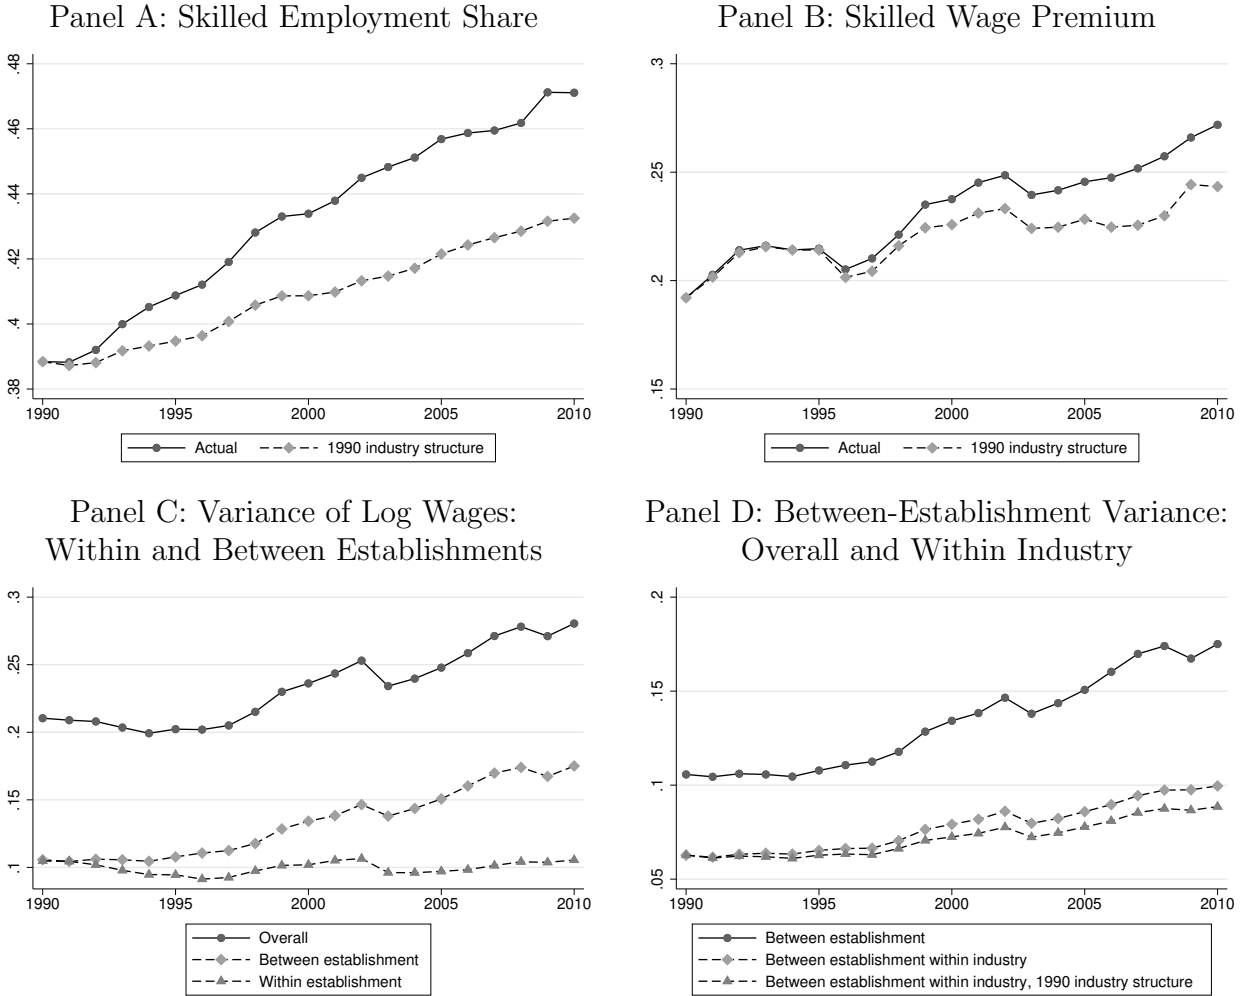 Panel A: Skilled Employment Share
.48
.46
.44
.42
.4
.38
1990 1995 2000 2005 2010
Actual 1990 industry structure
Panel B: Skilled Wage Premium
.3
.25
.2
.15
1990 1995 2000 2005 2010
Actual 1990 industry structure
Panel C: Variance of Log Wages:
Within and Between Establishments
.3
.25
.2
.15
.1
1990 1995 2000 2005 2010
Overall
Between establishment
Within establishment
Panel D: Between-Establishment Variance:
Overall and Within Industry
.2
.15
.1
.05
1990 1995 2000 2005 2010
Between establishment
Between establishment within industry
Between establishment within industry, 1990 industry structure